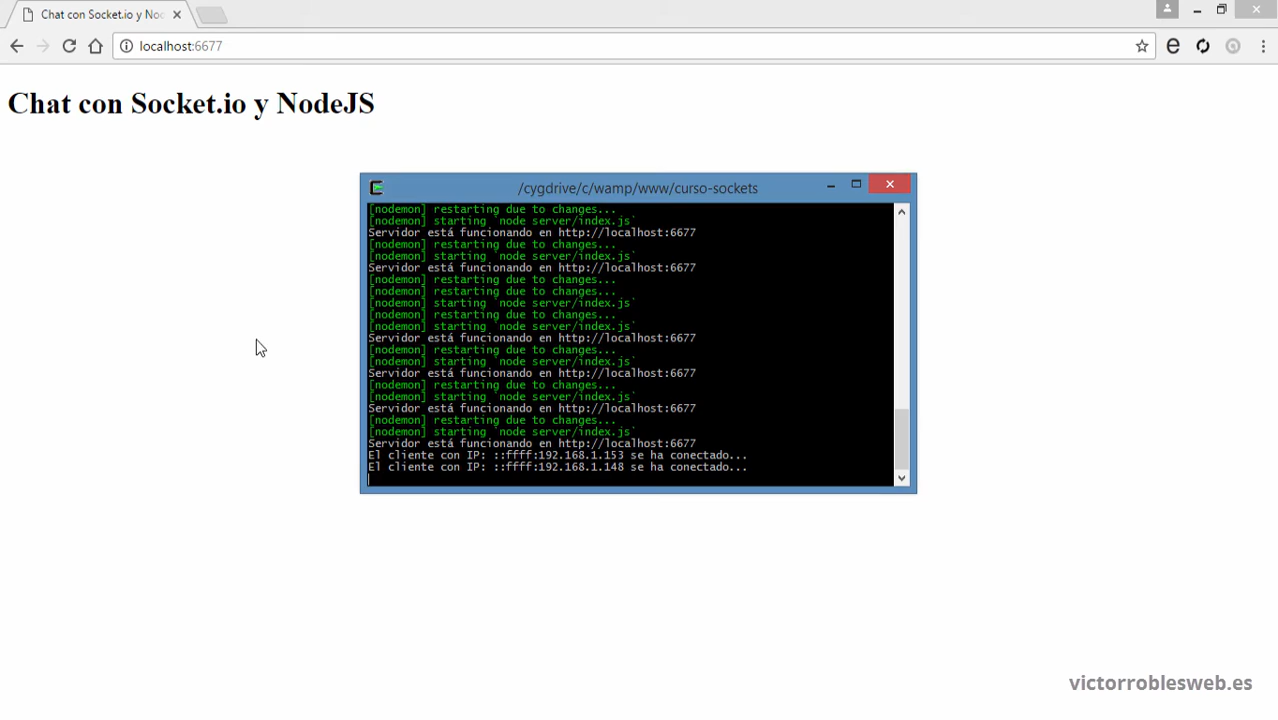 Chat con Socket.io y Noc
localhost:6677
Chat con Socket.io y NodeJS
/cygdrive/c/wamp/www/curso-sockets
[nodemon] restarting due to changes...
[nodemon] starting `node server/index.js`
Servidor está funcionando en http://localhost:6677
[nodemon] restarting due to changes...
[nodemon] starting `node server/index.js`
Servidor está funcionando en http://localhost:6677
[nodemon] restarting due to changes...
[nodemon] restarting due to changes...
[nodemon] starting `node server/index.js`
[nodemon] restarting due to changes...
[nodemon] starting `node server/index.js`
Servidor está funcionando en http://localhost:6677
[nodemon] restarting due to changes...
[nodemon] starting `node server/index.js`
Servidor está funcionando en http://localhost:6677
[nodemon] restarting due to changes...
[nodemon] starting `node server/index.js`
Servidor está funcionando en http://localhost:6677
[nodemon] restarting due to changes...
[nodemon] starting `node server/index.js`
Servidor está funcionando en http://localhost:6677
El cliente con IP: ::ffff:192.168.1.153 se ha conectado...
El cliente con IP: ::ffff:192.168.1.148 se ha conectado...
victorroblesweb.es